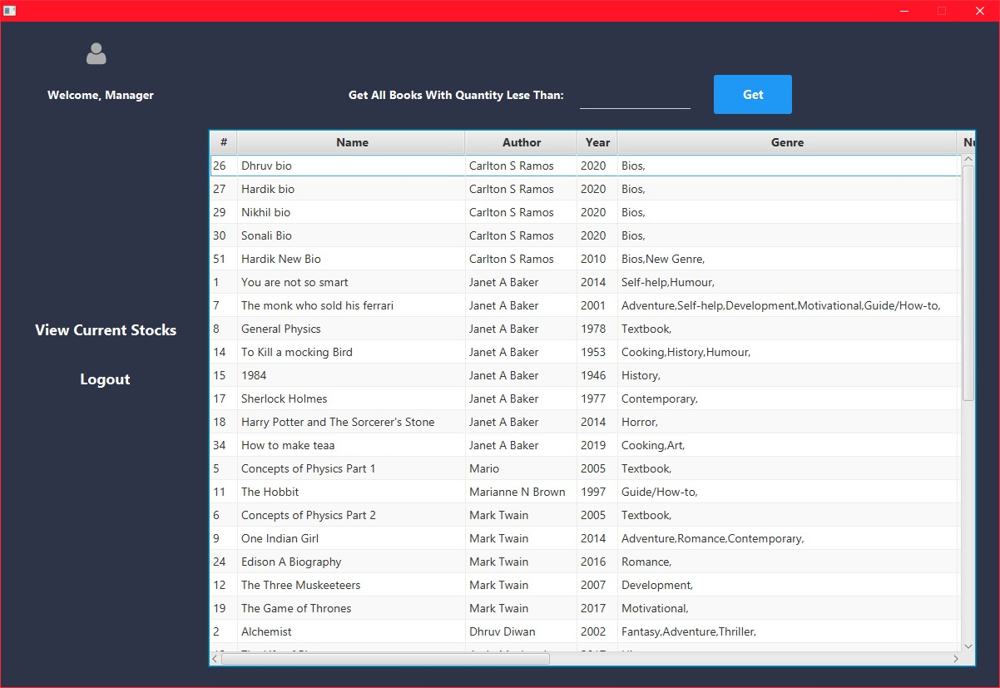 Welcome, Manager
Get All Books With Quantity Lese Than:
Get
# Name Author Year Genre
26 Dhruv bio Carlton S Ramos 2020 Bios,
27 Hardik bio Carlton S Ramos 2020 Bios,
29 Nikhil bio Carlton S Ramos 2020 Bios,
30 Sonali Bio Carlton S Ramos 2020 Bios,
51 Hardik New Bio Carlton S Ramos 2010 Bios,New Genre,
1 You are not so smart Janet A Baker 2014 Self-help,Humour,
7 The monk who sold his ferrari Janet A Baker 2001 Adventure,Self-help,Development,Motivational,Guide/How-to,
8 General Physics Janet A Baker 1978 Textbook,
14 To Kill a mocking Bird Janet A Baker 1953 Cooking,History,Humour,
15 1984 Janet A Baker 1946 History,
17 Sherlock Holmes Janet A Baker 1977 Contemporary,
18 Harry Potter and The Sorcerer's Stone Janet A Baker 2014 Horror,
34 How to make teaa Janet A Baker 2019 Cooking,Art,
5 Concepts of Physics Part 1 Mario 2005 Textbook,
11 The Hobbit Marianne N Brown 1997 Guide/How-to,
6 Concepts of Physics Part 2 Mark Twain 2005 Textbook,
9 One Indian Girl Mark Twain 2014 Adventure,Romance,Contemporary,
24 Edison A Biography Mark Twain 2016 Romance,
12 The Three Muskeeteers Mark Twain 2007 Development,
19 The Game of Thrones Mark Twain 2017 Motivational,
2 Alchemist Dhruv Diwan 2002 Fantasy,Adventure,Thriller,
View Current Stocks
Logout